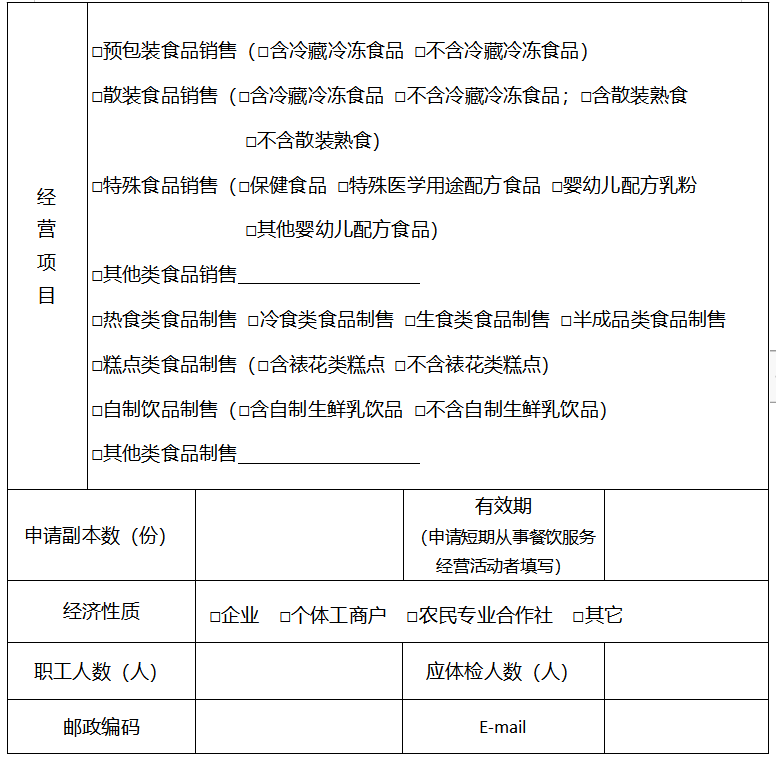 经营项目
□预包装食品销售（□含冷藏冷冻食品 □不含冷藏冷冻食品）
□散装食品销售（□含冷藏冷冻食品 □不含冷藏冷冻食品；□含散装熟食
□不含散装熟食）
□特殊食品销售（□保健食品 □特殊医学用途配方食品 □婴幼儿配方乳粉
□其他婴幼儿配方食品）
□其他类食品销售
□热食类食品制售 □冷食类食品制售 □生食类食品制售 □半成品类食品制售
□糕点类食品制售（□含裱花类糕点 □不含裱花类糕点）
□自制饮品制售（□含自制生鲜乳饮品 □不含自制生鲜乳饮品）
□其他类食品制售
申请副本数（份）
有效期
（申请短期从事餐饮服务
经营活动者填写）
经济性质
□企业 □个体工商户 □农民专业合作社 □其它
职工人数（人）
应体检人数（人）
邮政编码
E-mail